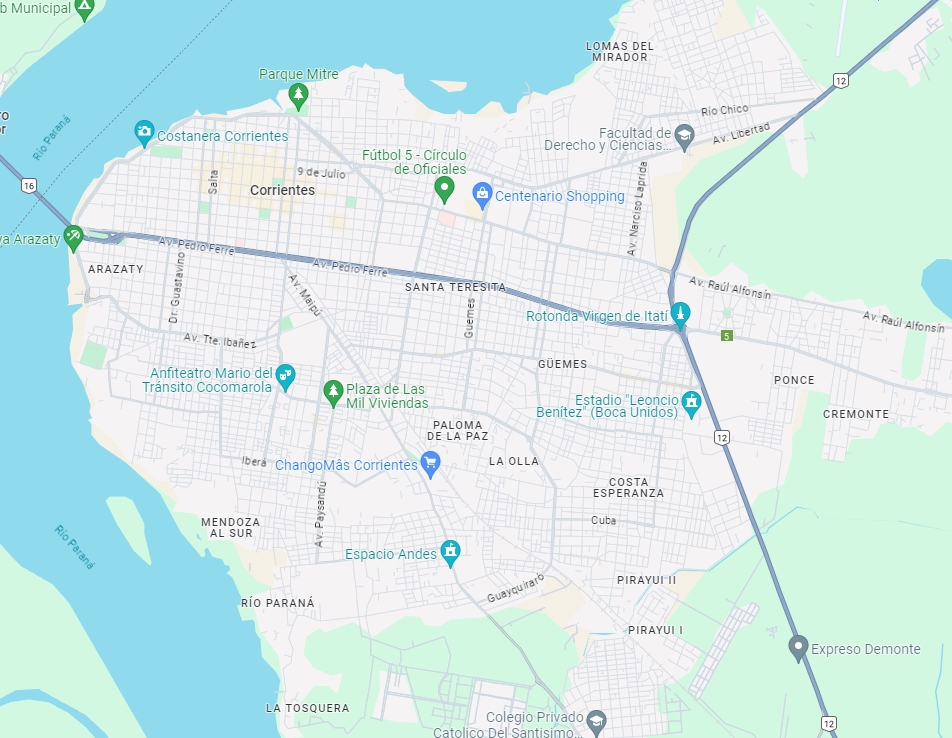 b Municipal
LOMAS DEL
MIRADOR
Parque Mitre
12
Río Chico
Av. Libertad
Facultad de
Derecho y Ciencias...
Río Paraná
Costanera Corrientes
Fútbol 5 - Círculo
de Oficiales
9 de Julio
Salta
Corrientes
Centenario Shopping
16
Av. Narciso Laprida
Arazaty
Av. Pedro Ferre
Av. Pedro Ferre
ARAZATY
SANTA TERESITA
Av. Raúl Alfonsín
Av. Raúl Alfonsín
Dr. Guastavino
Av. Maipú
Güemes
Rotonda Virgen de Itatí
5
Av. Tte. Ibañez
GÜEMES
PONCE
Anfiteatro Mario del
Tránsito Cocomarola
Plaza de Las
Mil Viviendas
Estadio "Leoncio
Benítez" (Boca Unidos)
CREMONTE
PALOMA
DE LA PAZ
12
Iberá
ChangoMâs Corrientes
LA OLLA
COSTA
ESPERANZA
Av. Paysandú
MENDOZA
AL SUR
Cuba
Río Paraná
Espacio Andes
Guayquiraró
PIRAYUI II
RÍO PARANÁ
PIRAYUI I
Expreso Demonte
LA TOSQUERA
Colegio Privado
Catolico Del Santisimo...
12